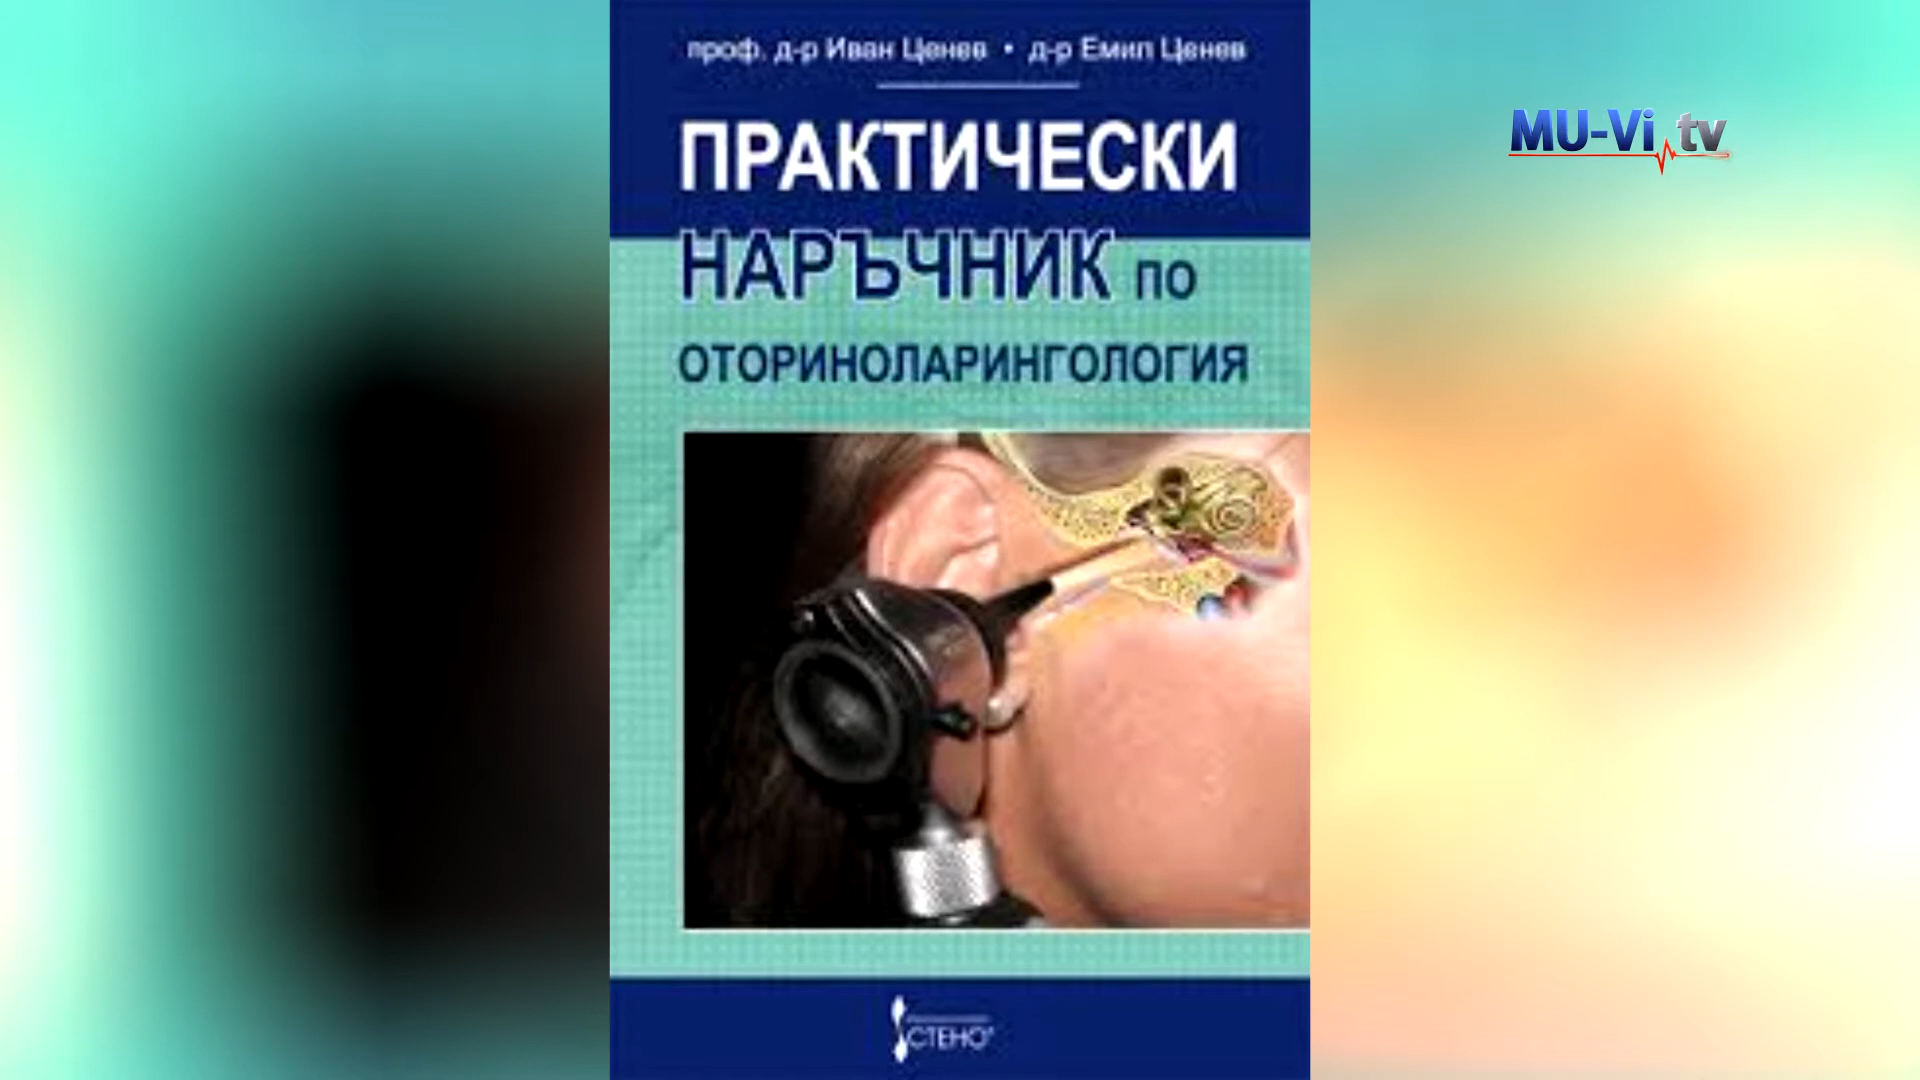 проф. д-р Иван Ценев • д-р Емил Ценев
ПРАКТИЧЕСКИ
НАРЪЧНИК ПО
ОТОРИНОЛАРИНГОЛОГИЯ
MU-Vi.tv
СТЕНО®